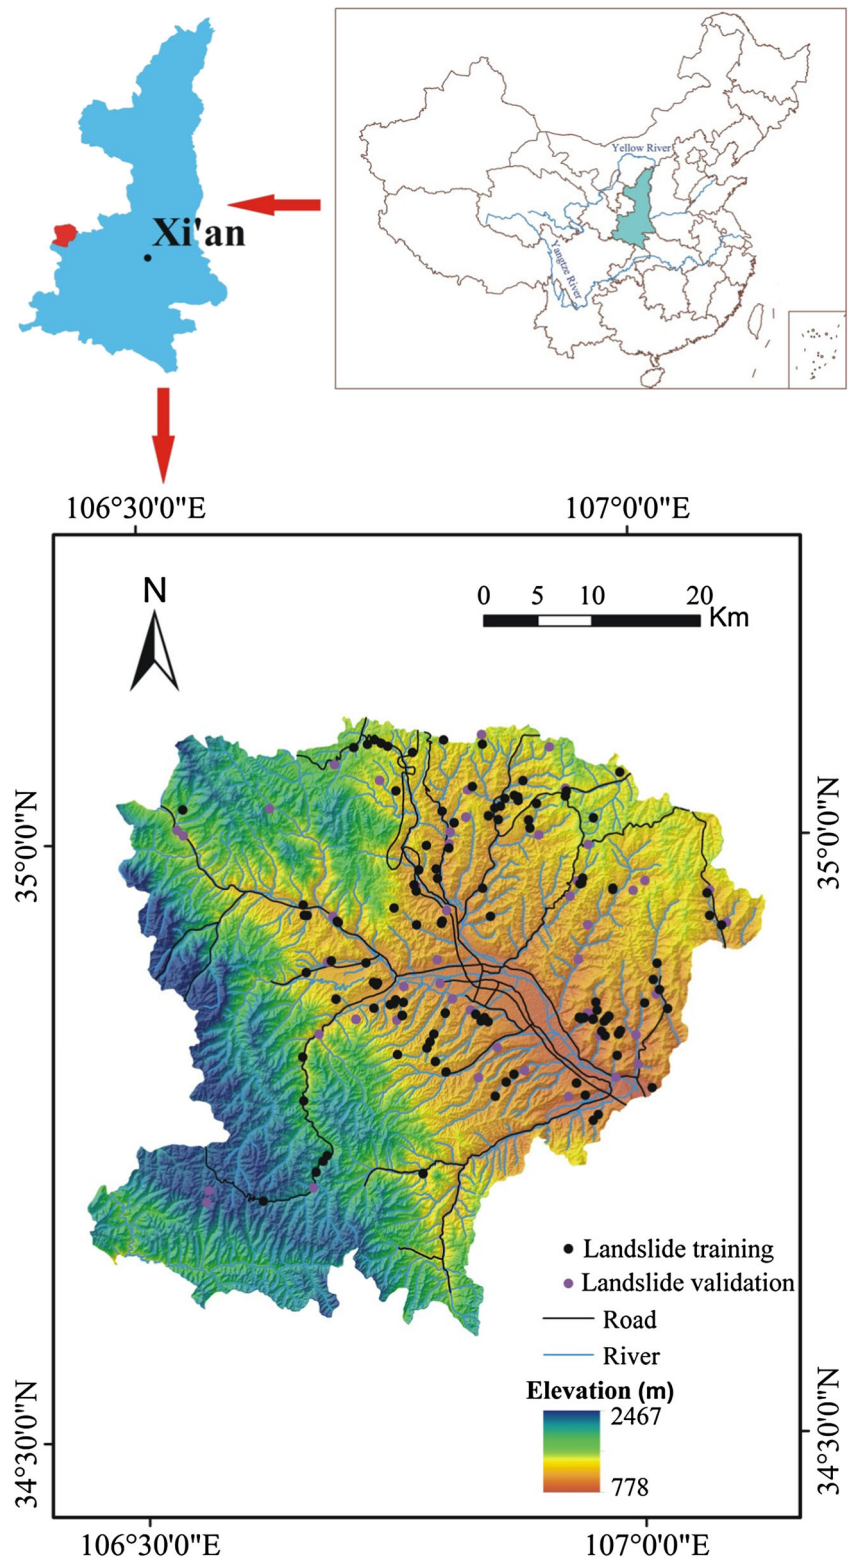 Yellow River
Yangtze River
Xi'an
106°30'0"E 107°0'0"E
N
0 5 10 20
Km
35°0'0"N 35°0'0"N
Landslide training
Landslide validation
Road
River
Elevation (m)
2467
778
34°30'0"N 34°30'0"N
106°30'0"E 107°0'0"E